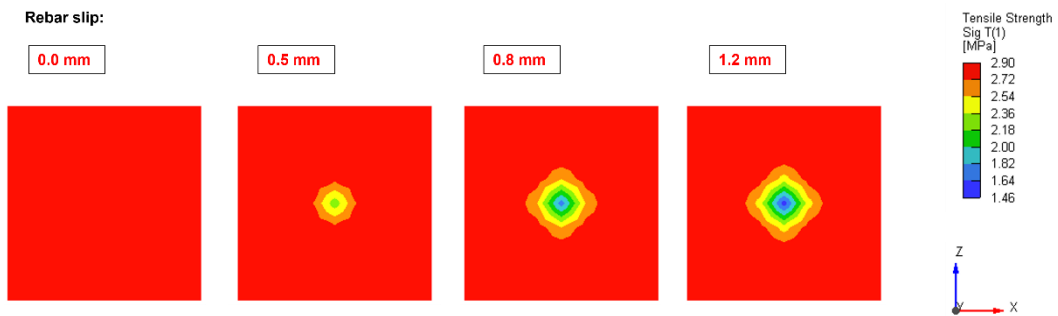 Rebar slip:
0.0 mm
0.5 mm
0.8 mm
1.2 mm
Tensile Strength
Sig T(1)
[MPa]
2.90
2.72
2.54
2.36
2.18
2.00
1.82
1.64
1.46
Z
Y
X